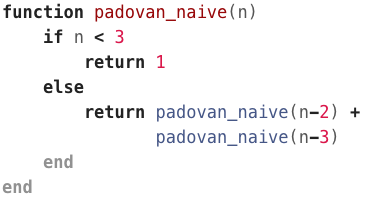 function padovan_naive(n)
    if n < 3
        return 1
    else
        return padovan_naive(n-2) +
               padovan_naive(n-3)
    end
end